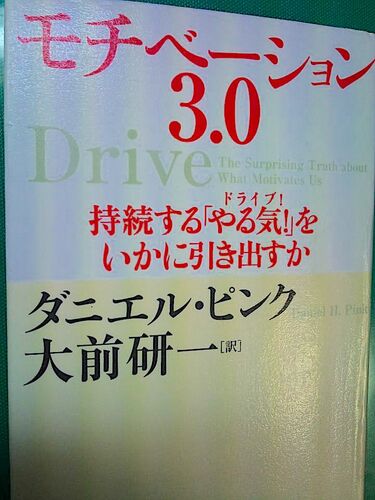 モチベーション
3.0
Drive
The Surprising Truth about
What Motivates Us
ドライブ!
持続する「やる気!」を
いかに引き出すか
ダニエル・ピンク
Daniel H. Pink
大前研一[訳]